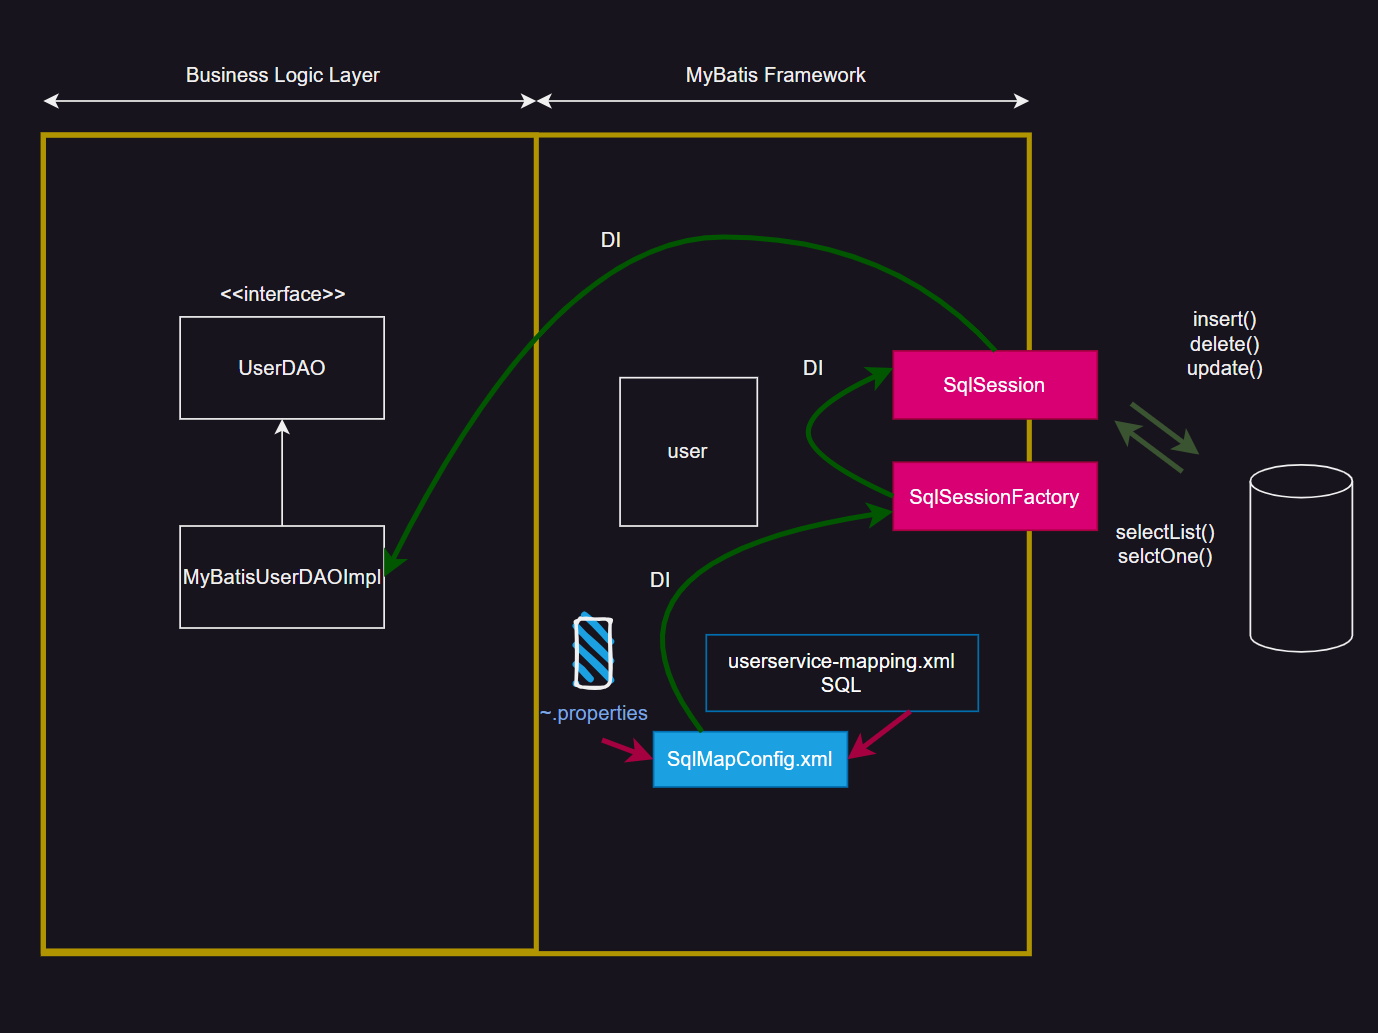 Business Logic Layer
MyBatis Framework
DI
<<interface>>
UserDAO
MyBatisUserDAOImpl
user
DI
SqlSession
SqlSessionFactory
insert()
delete()
update()
selectList()
selctOne()
DI
~.properties
userservice-mapping.xml
SQL
SqlMapConfig.xml